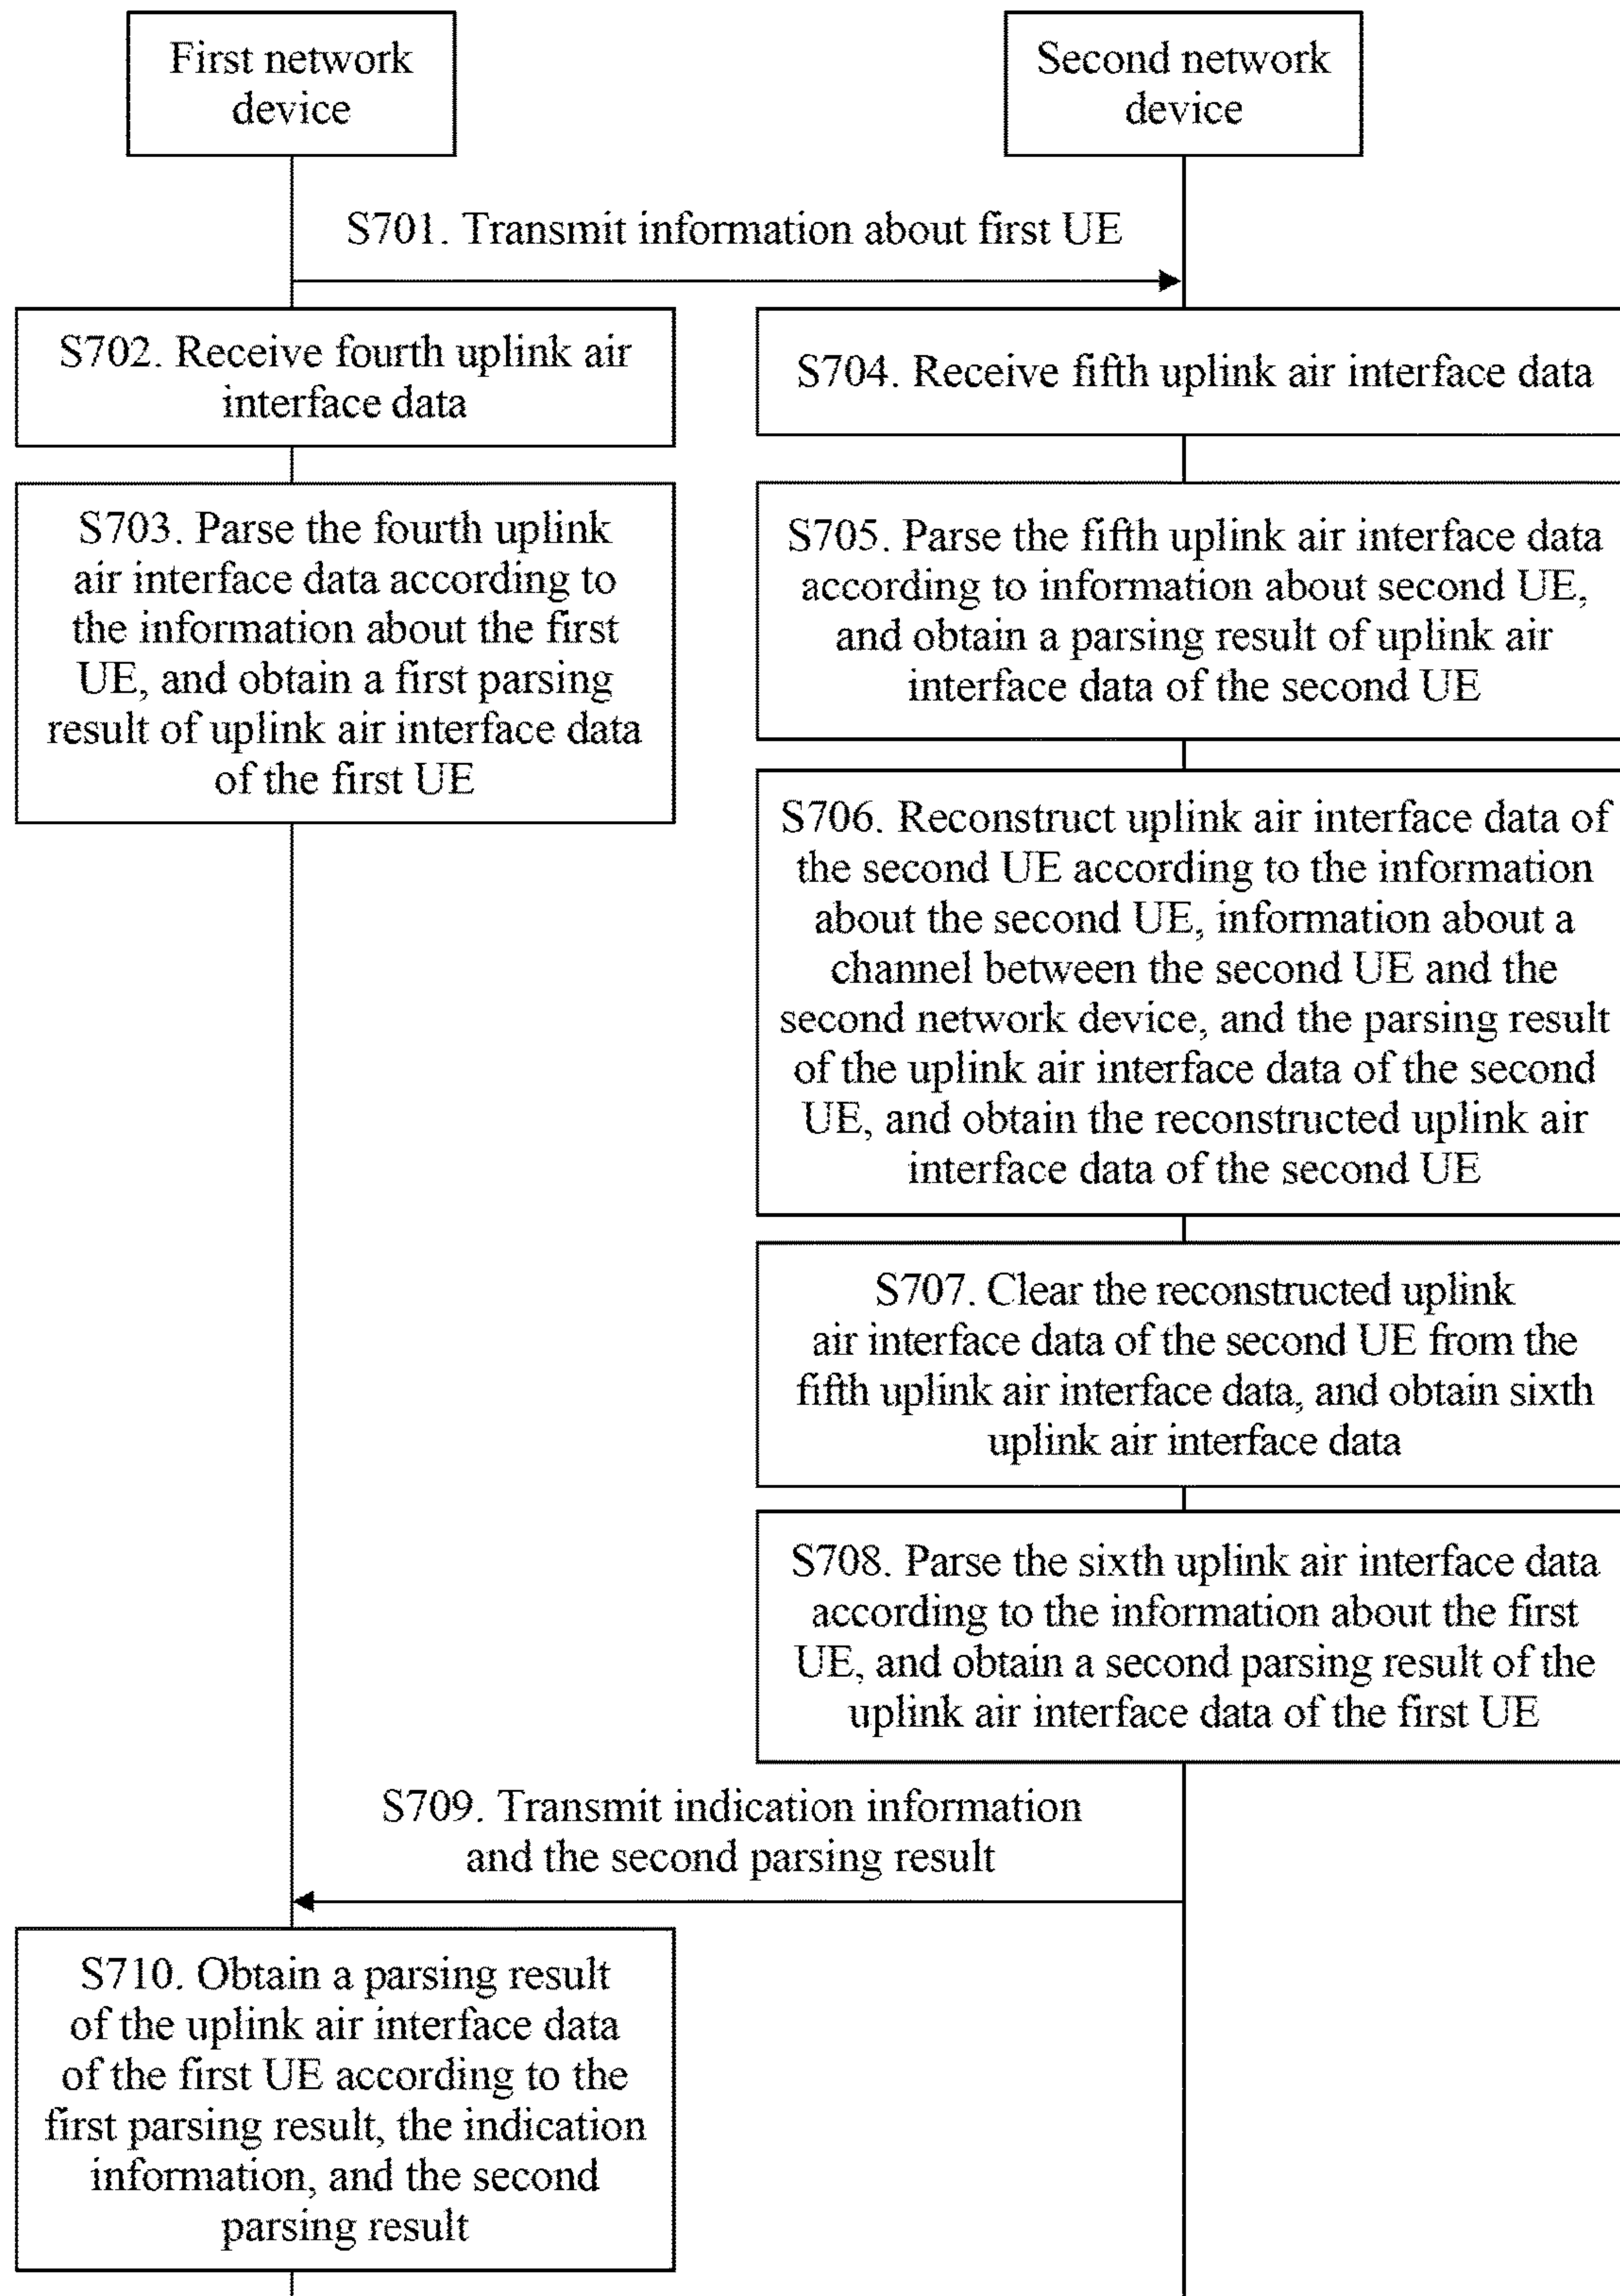 First network
device
Second network
device
S701. Transmit information about first UE
S702. Receive fourth uplink air
interface data
S704. Receive fifth uplink air interface data
S703. Parse the fourth uplink
air interface data according to
the information about the first
UE, and obtain a first parsing
result of uplink air interface data
of the first UE
S705. Parse the fifth uplink air interface data
according to information about second UE,
and obtain a parsing result of uplink air
interface data of the second UE
S706. Reconstruct uplink air interface data of
the second UE according to the information
about the second UE, information about a
channel between the second UE and the
second network device, and the parsing result
of the uplink air interface data of the second
UE, and obtain the reconstructed uplink air
interface data of the second UE
S707. Clear the reconstructed uplink
air interface data of the second UE from the
fifth uplink air interface data, and obtain sixth
uplink air interface data
S708. Parse the sixth uplink air interface data
according to the information about the first
UE, and obtain a second parsing result of the
uplink air interface data of the first UE
S709. Transmit indication information
and the second parsing result
S710. Obtain a parsing result
of the uplink air interface data
of the first UE according to the
first parsing result, the indication
information, and the second
parsing result